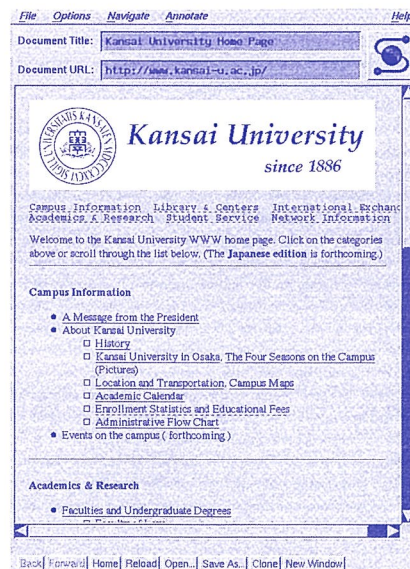 File Options Navigate Annotate Help
Document Title: Kansai University Home Page
Document URL: http://www.kansai-u.ac.jp/
Kansai University
since 1886
Campus Information Library & Centers International Exchanc
Academics & Research Student Service Network Information
Welcome to the Kansai University WWW home page. Click on the categories
above or scroll through the list below. (The Japanese edition is forthcoming.)
Campus Information
A Message from the President
About Kansai University
History
Kansai University in Osaka, The Four Seasons on the Campus
(Pictures)
Location and Transportation, Campus Maps
Academic Calendar
Enrollment Statistics and Educational Fees
Administrative Flow Chart
Events on the campus ( forthcoming )
Academics & Research
Faculties and Undergraduate Degrees
Back Forward Home Reload Open... Save As... Clone New Window